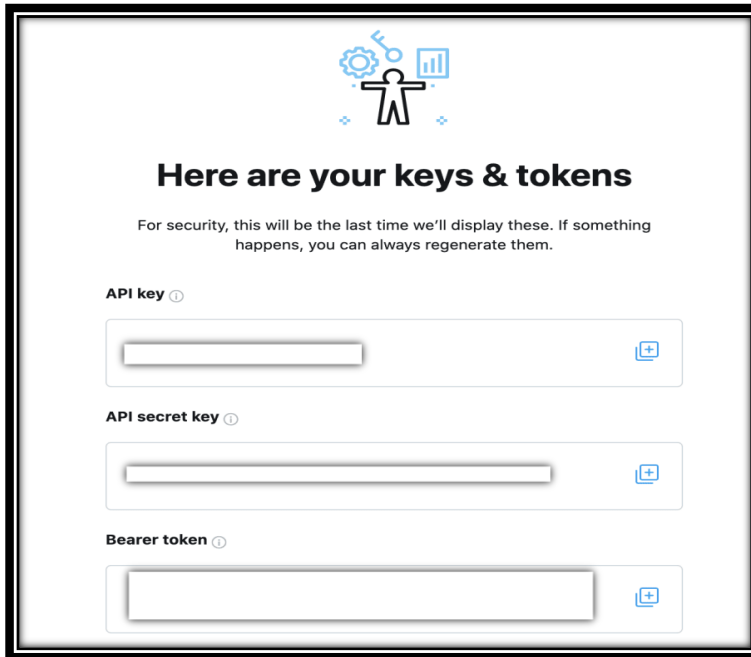 Here are your keys & tokens
For security, this will be the last time we'll display these. If something
happens, you can always regenerate them.
API key
API secret key
Bearer token